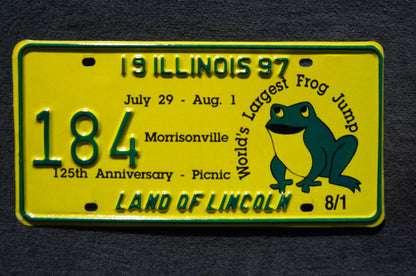 19 ILLINOIS 97
July 29 - Aug. 1
World's Largest Frog Jump
184
Morrisonville
125th Anniversary - Picnic
LAND OF LINCOLN
8/1